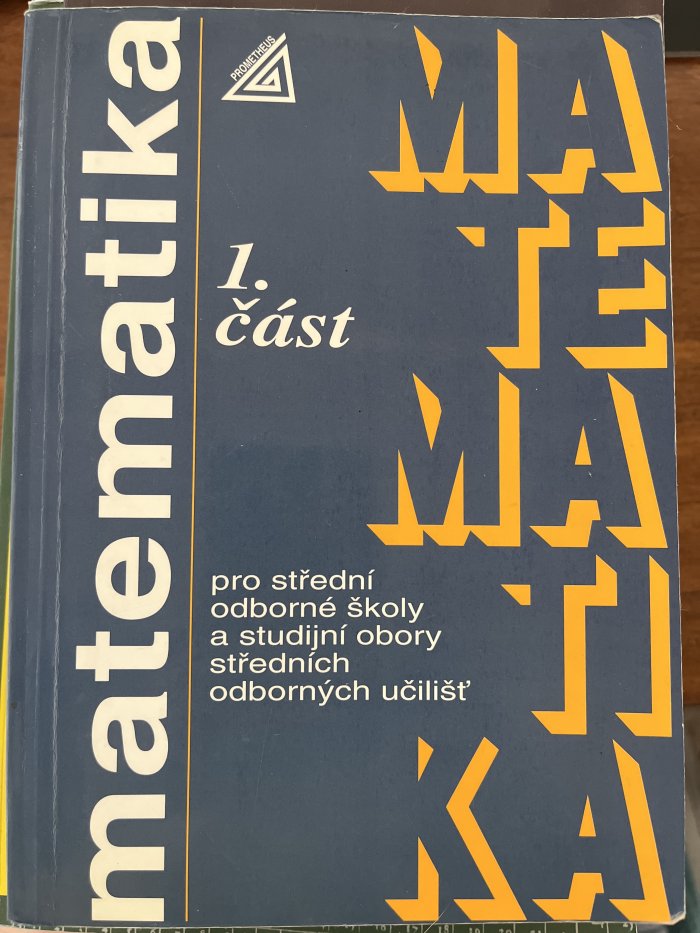 matematika
PROMETHEUS
1.
část
pro střední
odborné školy
a studijní obory
středních
odborných učilišť
MA
TE
MA
TI
KA